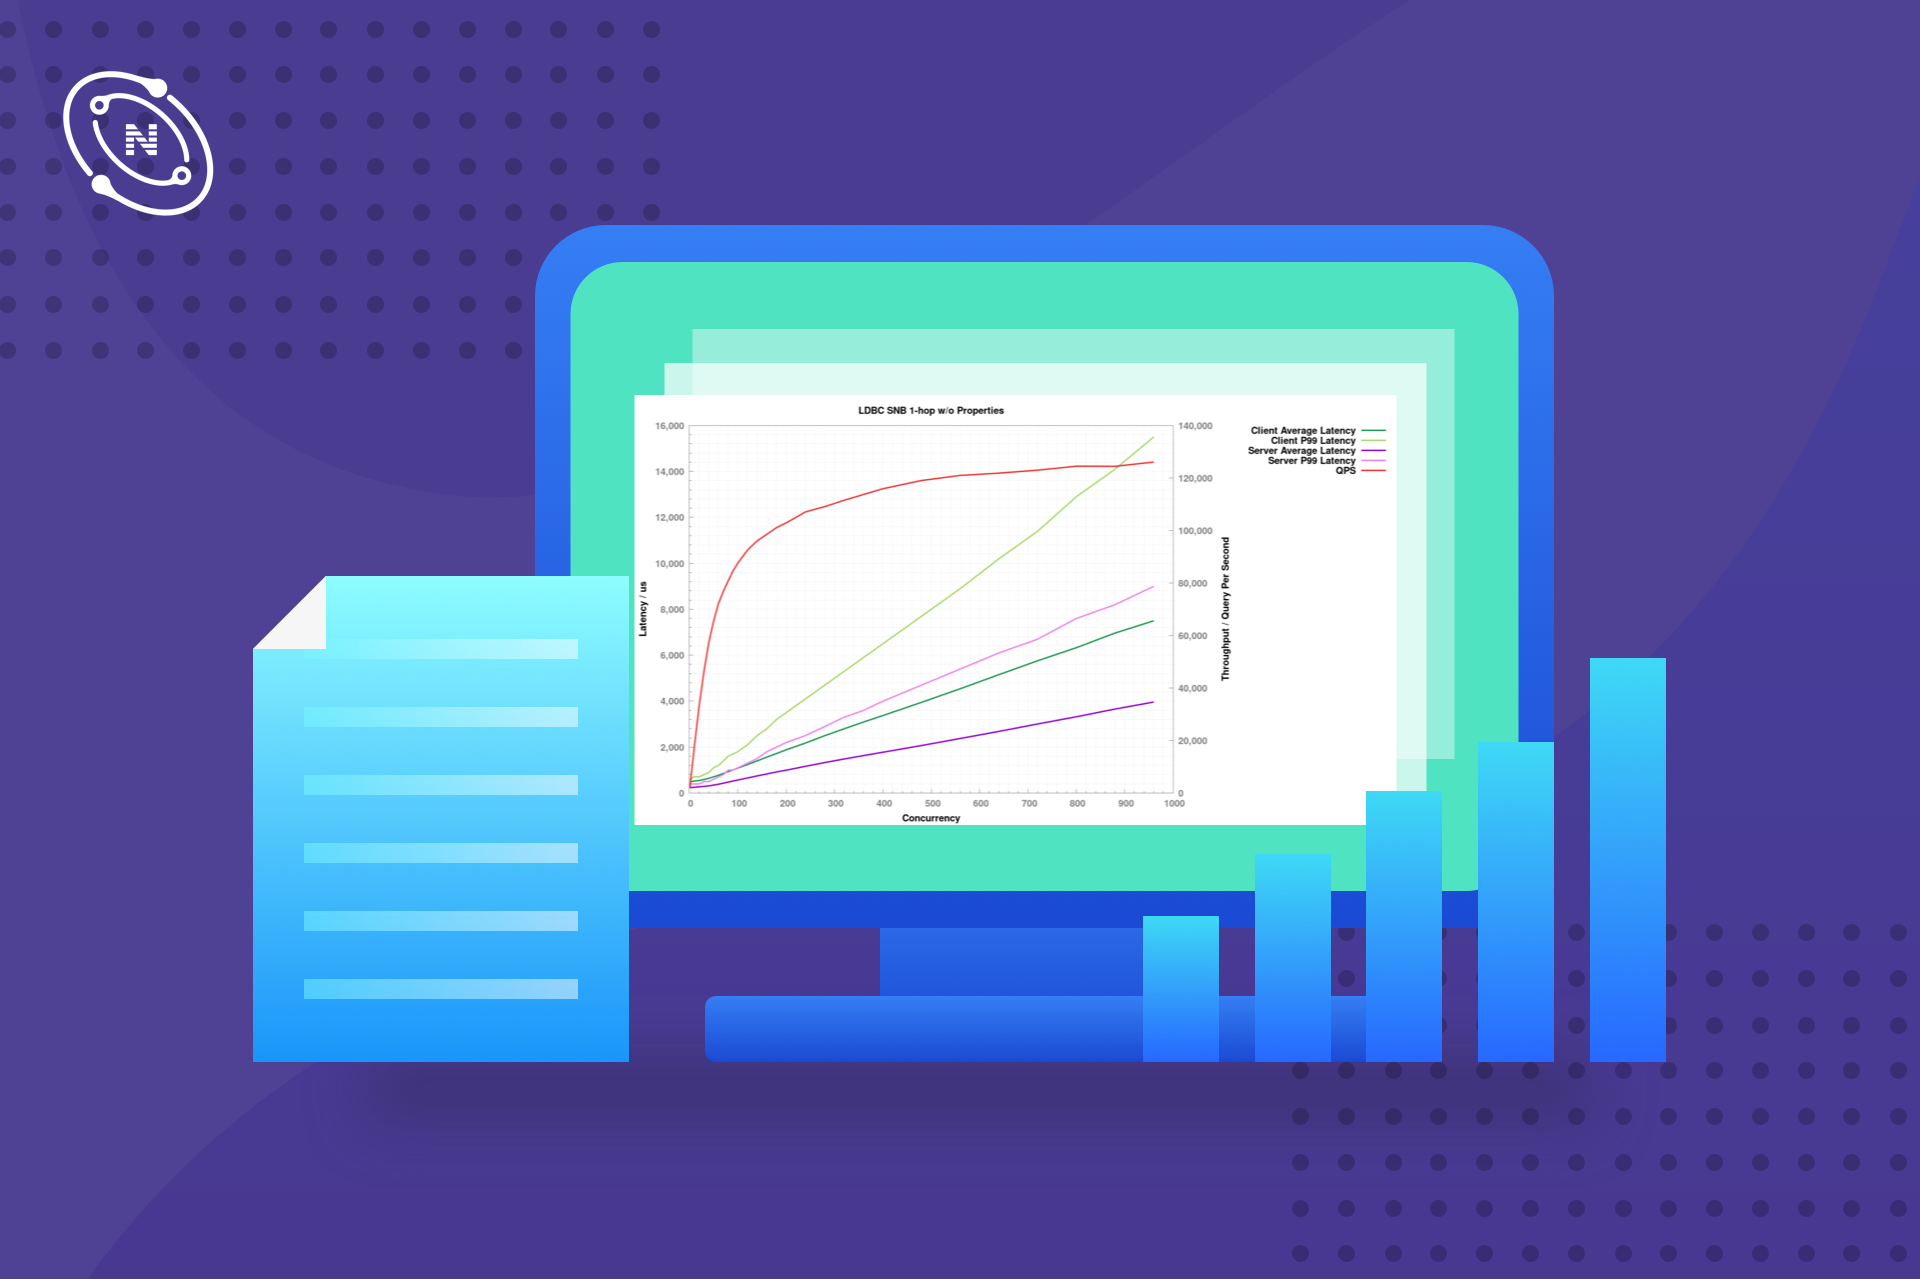 N
LDBC SNB 1-hop w/o Properties
16,000
14,000
12,000
10,000
8,000
6,000
4,000
2,000
0
Latency / us
0 100 200 300 400 500 600 700 800 900 1000
Concurrency
140,000
120,000
100,000
80,000
60,000
40,000
20,000
0
Throughput / Query Per Second
Client Average Latency
Client P99 Latency
Server Average Latency
Server P99 Latency
QPS